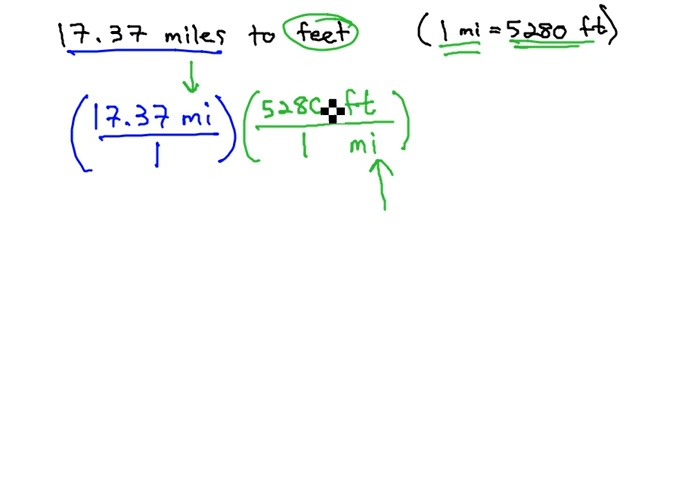 17.37 miles to feet (1 mi = 5280 ft)
(17.37 mi / 1) (5280 ft / 1 mi)